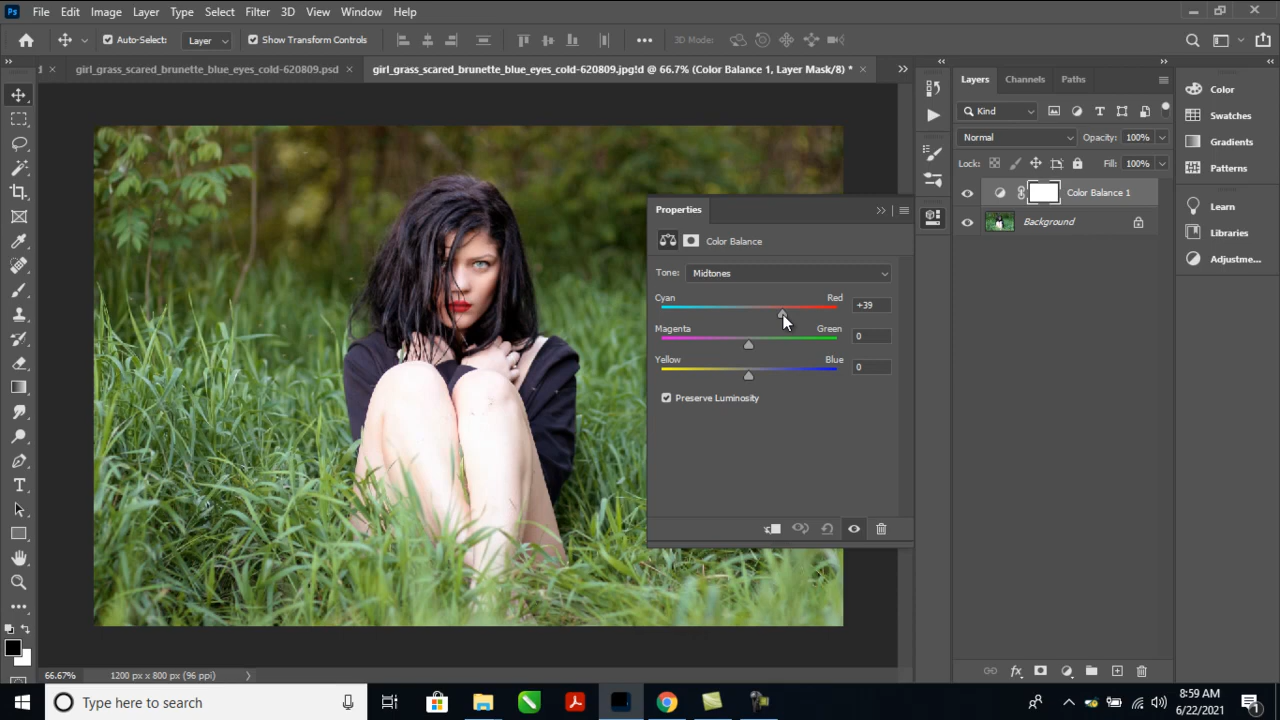 Ps File Edit Image Layer Type Select Filter 3D View Window Help
Auto-Select: Layer Show Transform Controls 3D Mode:
d girl_grass_scared_brunette_blue_eyes_cold-620809.psd girl_grass_scared_brunette_blue_eyes_cold-620809.jpg!d @ 66.7% (Color Balance 1, Layer Mask/8) *
Layers Channels Paths
Kind
Normal Opacity: 100%
Lock: Fill: 100%
Color Balance 1
Background
Color
Swatches
Gradients
Patterns
Learn
Libraries
Adjustme...
Properties
Color Balance
Tone: Midtones
Cyan Red +39
Magenta Green 0
Yellow Blue 0
Preserve Luminosity
66.67% 1200 px x 800 px (96 ppi)
Type here to search
8:59 AM
6/22/2021
1